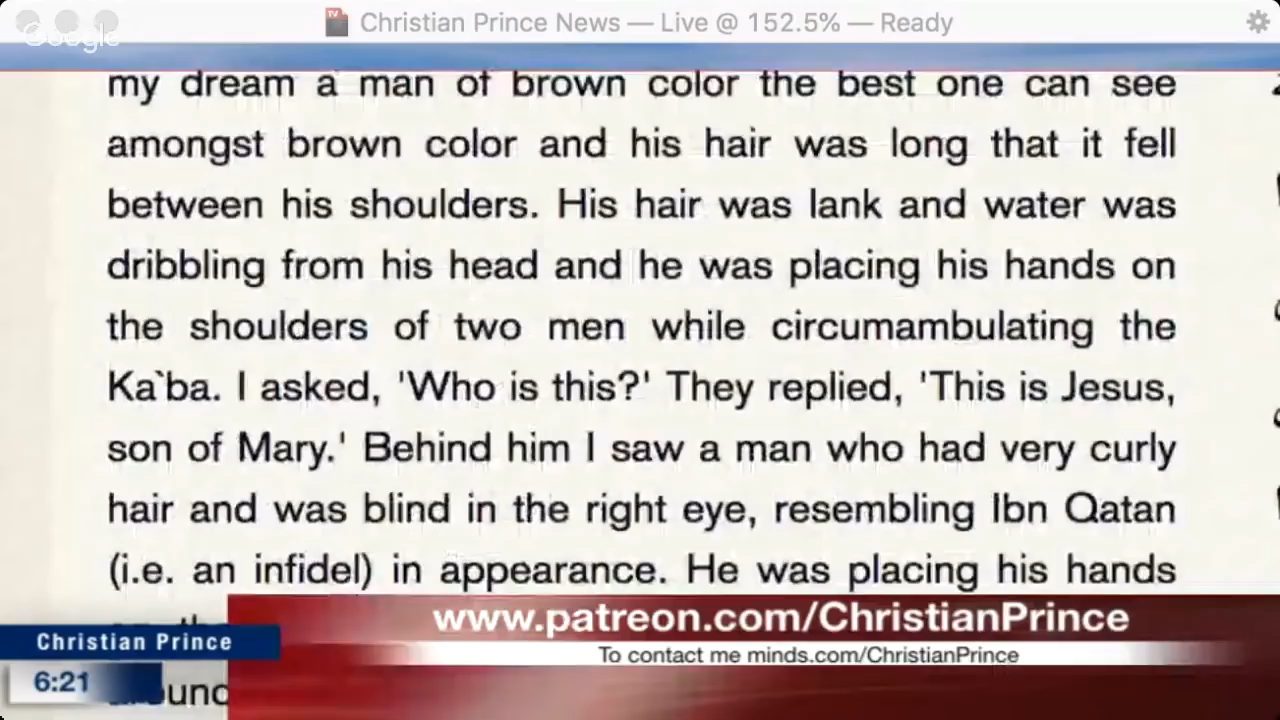 Christian Prince News — Live @ 152.5% — Ready
Google
my dream a man of brown color the best one can see
amongst brown color and his hair was long that it fell
between his shoulders. His hair was lank and water was
dribbling from his head and he was placing his hands on
the shoulders of two men while circumambulating the
Ka`ba. I asked, 'Who is this?' They replied, 'This is Jesus,
son of Mary.' Behind him I saw a man who had very curly
hair and was blind in the right eye, resembling Ibn Qatan
(i.e. an infidel) in appearance. He was placing his hands
www.patreon.com/ChristianPrince
Christian Prince
To contact me minds.com/ChristianPrince
6:21